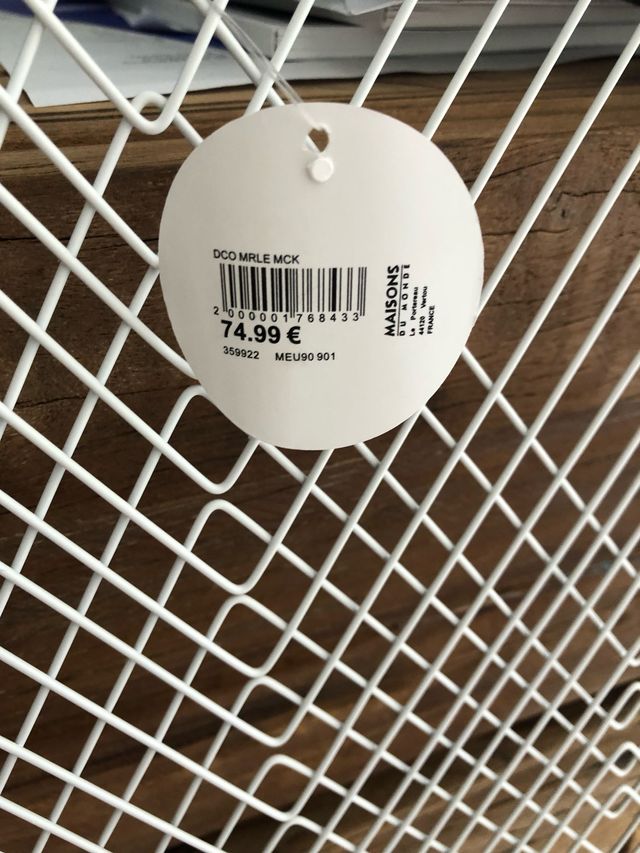 DCO MRLE MCK
2 000001 768433
74.99 €
359922 MEU90 901
MAISONS
DU MONDE
Le Portereau
44120 Vertou
FRANCE